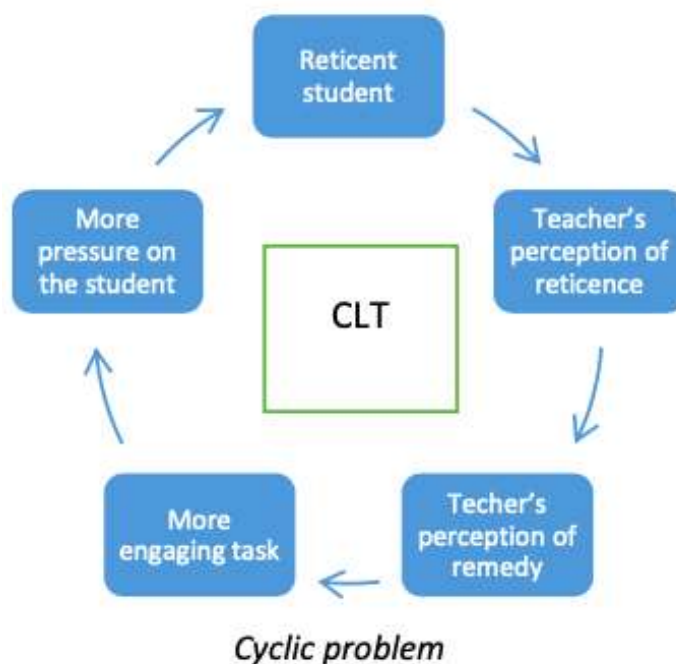 Reticent
student
Teacher's
perception of
reticence
Techer's
perception of
remedy
More
engaging task
More
pressure on
the student
CLT
Cyclic problem